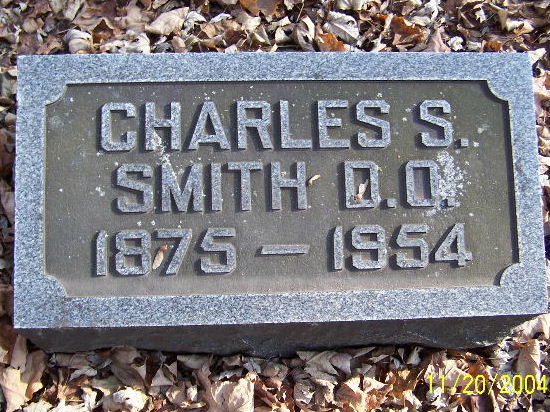 CHARLES S.
SMITH D.O.
1875 – 1954
11/20/2004